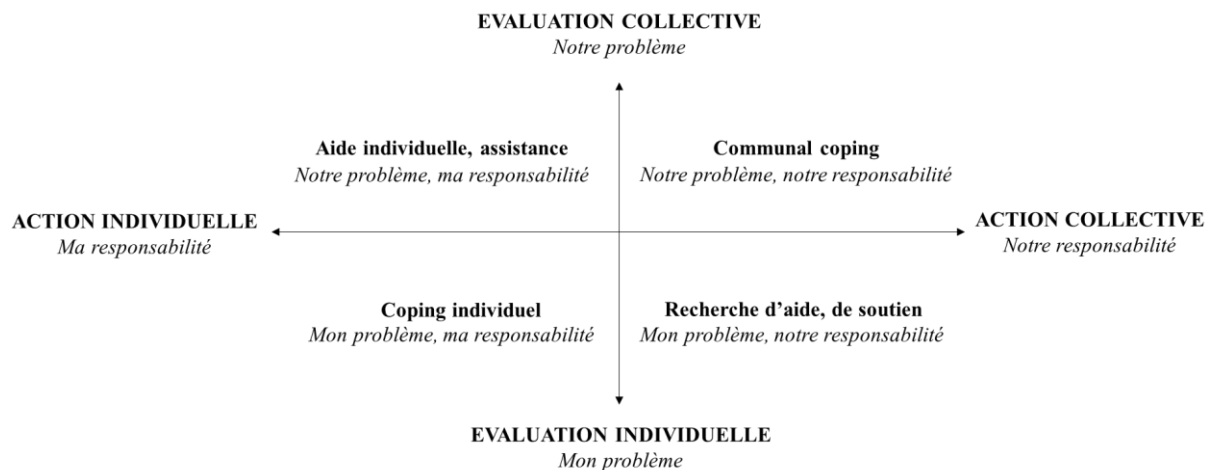 EVALUATION COLLECTIVE
Notre problème
Aide individuelle, assistance
Notre problème, ma responsabilité
Communal coping
Notre problème, notre responsabilité
ACTION INDIVIDUELLE
Ma responsabilité
ACTION COLLECTIVE
Notre responsabilité
Coping individuel
Mon problème, ma responsabilité
Recherche d’aide, de soutien
Mon problème, notre responsabilité
EVALUATION INDIVIDUELLE
Mon problème